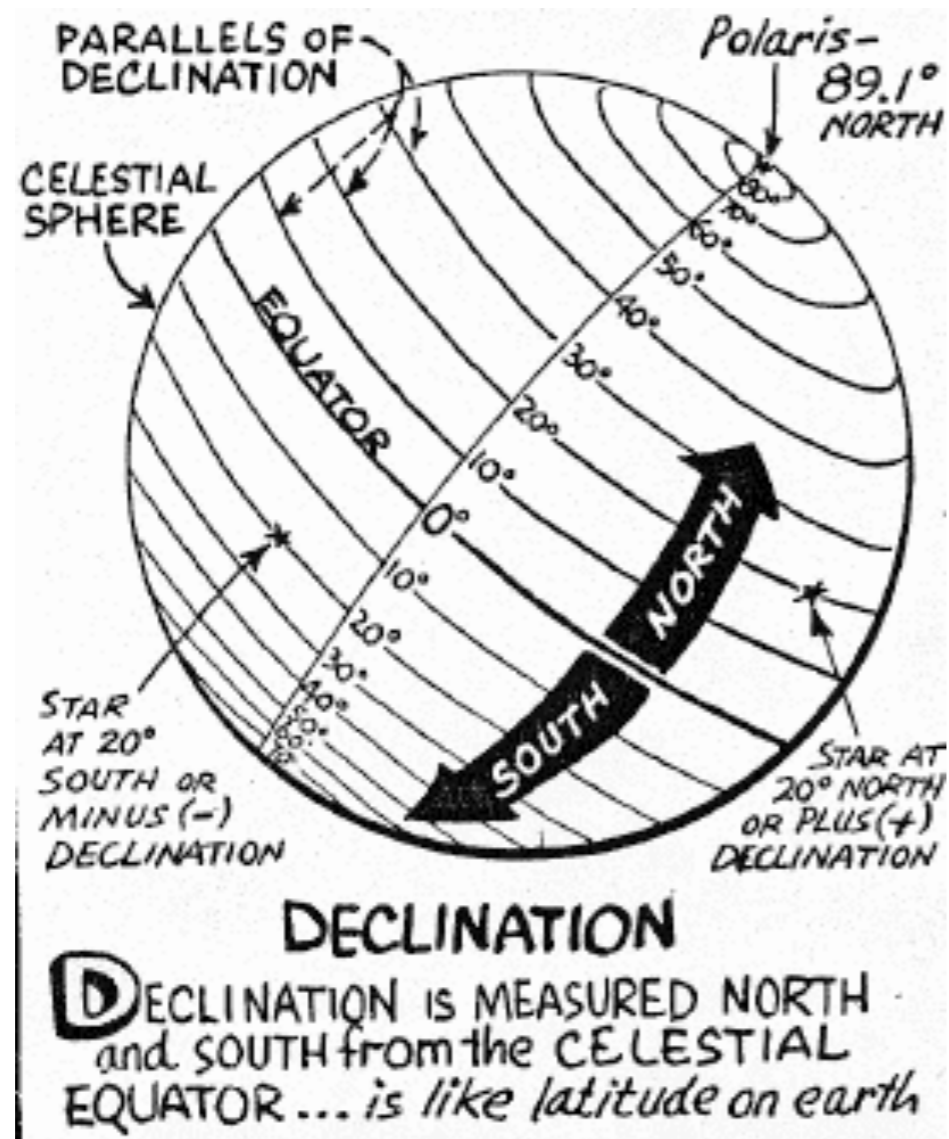 PARALLELS OF
DECLINATION
Polaris-
89.1°
NORTH
CELESTIAL
SPHERE
EQUATOR
80°
70°
60°
50°
40°
30°
20°
10°
0°
10°
20°
30°
40°
NORTH
SOUTH
STAR
AT 20°
SOUTH OR
MINUS (-)
DECLINATION
STAR AT
20° NORTH
OR PLUS (+)
DECLINATION
DECLINATION
DECLINATION IS MEASURED NORTH
and SOUTH from the CELESTIAL
EQUATOR... is like latitude on earth